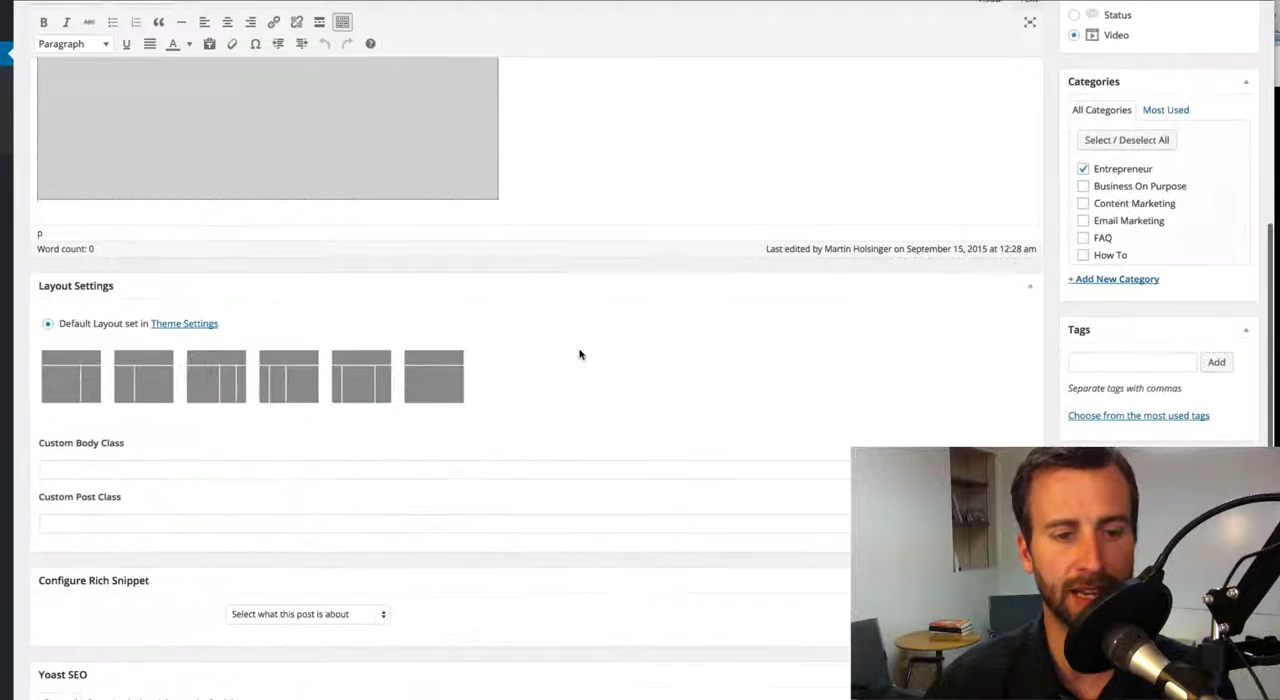 B I ABC
Paragraph U A Ω ?
p
Word count: 0
Last edited by Martin Holsinger on September 15, 2015 at 12:28 am
Layout Settings
Default Layout set in Theme Settings
Custom Body Class
Custom Post Class
Configure Rich Snippet
Select what this post is about
Yoast SEO
Status
Video
Categories
All Categories Most Used
Select / Deselect All
Entrepreneur
Business On Purpose
Content Marketing
Email Marketing
FAQ
How To
+ Add New Category
Tags
Add
Separate tags with commas
Choose from the most used tags